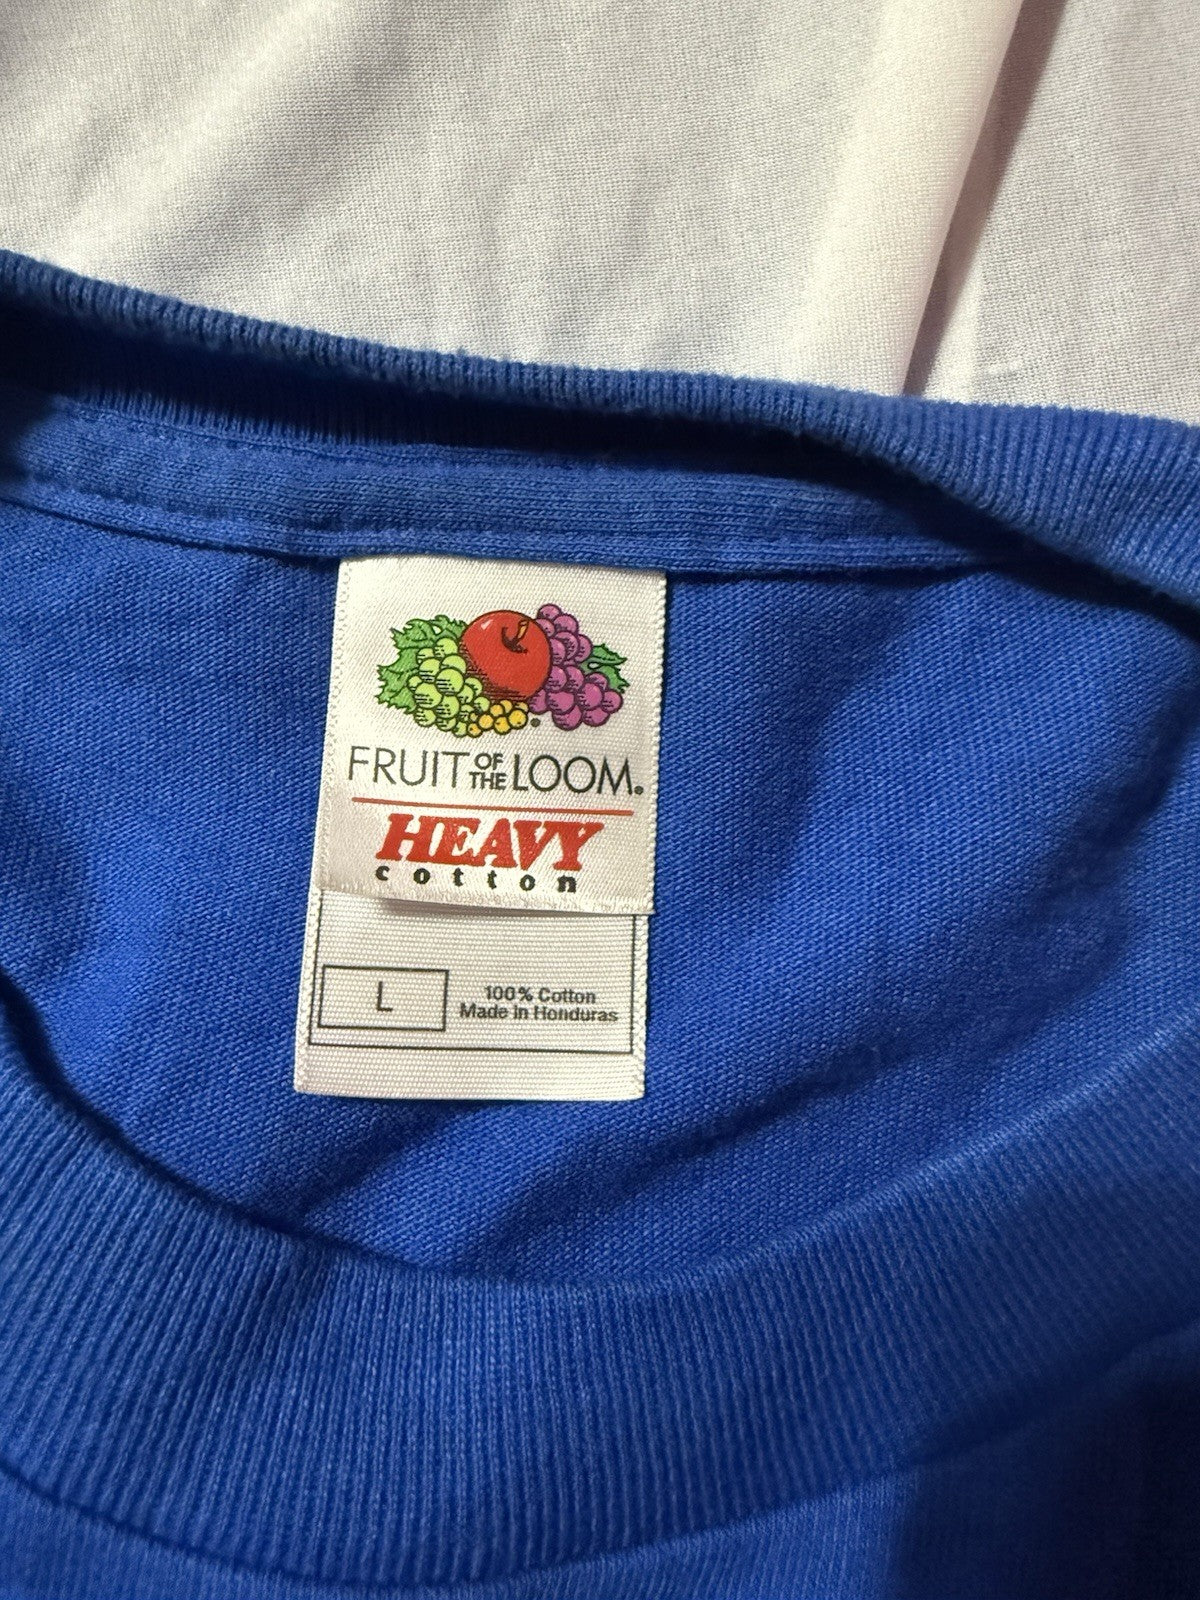 FRUIT OF THE LOOM®
HEAVY
cotton
L
100% Cotton
Made in Honduras